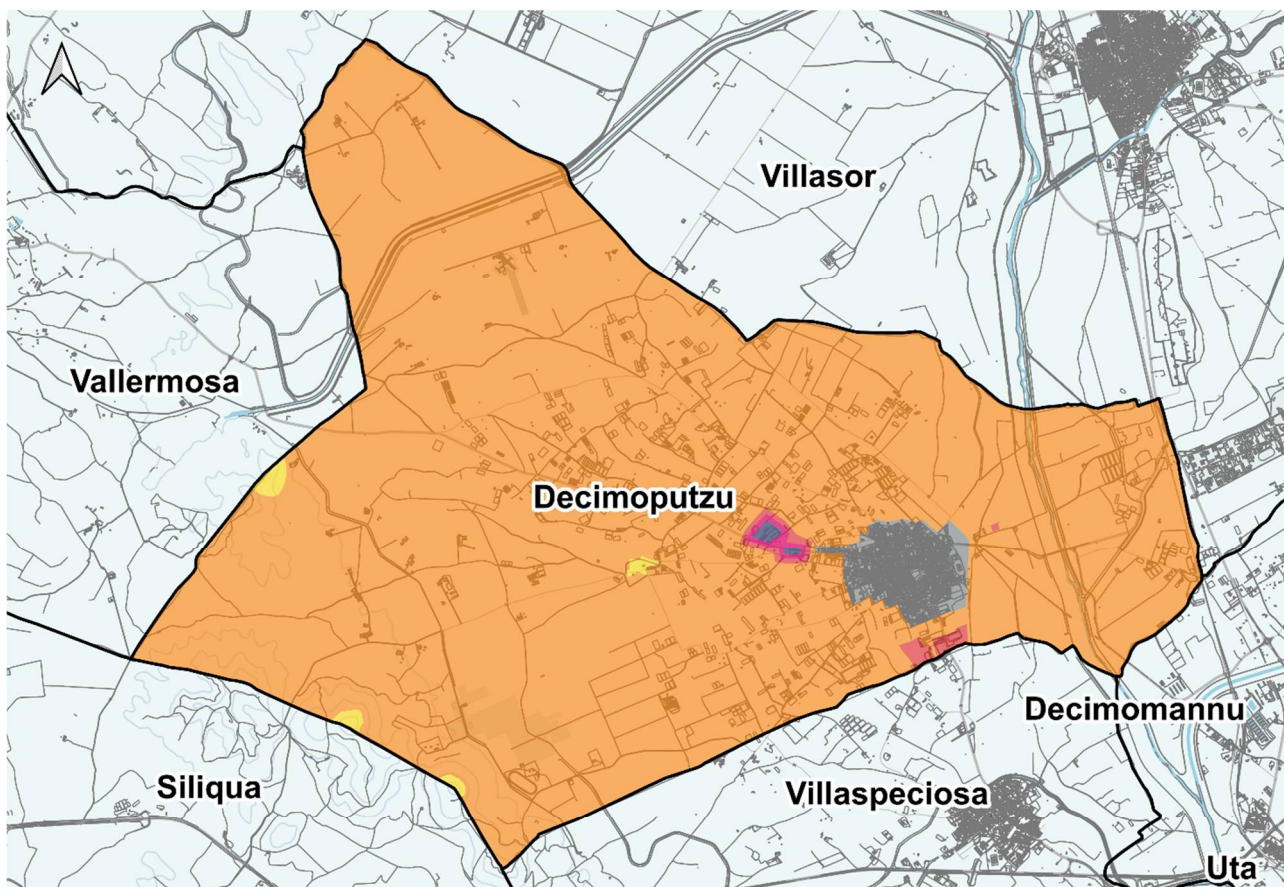 Villasor
Vallermosa
Decimoputzu
Decimomannu
Siliqua
Villaspeciosa
Uta